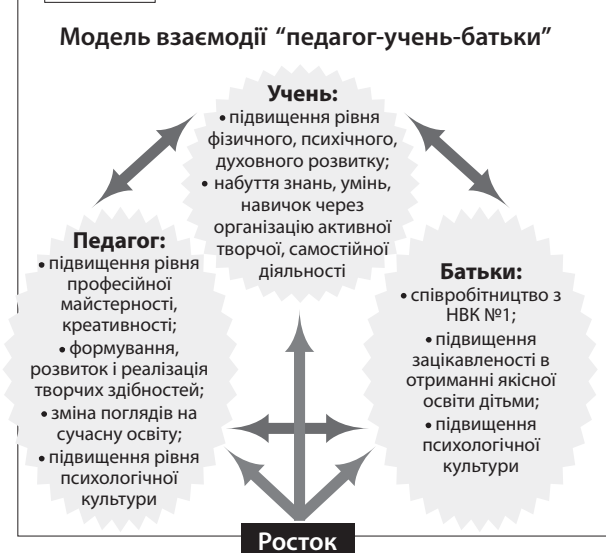 Модель взаємодії “педагог-учень-батьки”
Учень:
• підвищення рівня
фізичного, психічного,
духовного розвитку;
• набуття знань, умінь,
навичок через
організацію активної
творчої, самостійної
діяльності
Педагог:
• підвищення рівня
професійної
майстерності,
креативності;
• формування,
розвиток і реалізація
творчих здібностей;
• зміна поглядів на
сучасну освіту;
• підвищення рівня
психологічної
культури
Батьки:
• співробітництво з
НВК №1;
• підвищення
зацікавленості в
отриманні якісної
освіти дітьми;
• підвищення
психологічної
культури
Росток